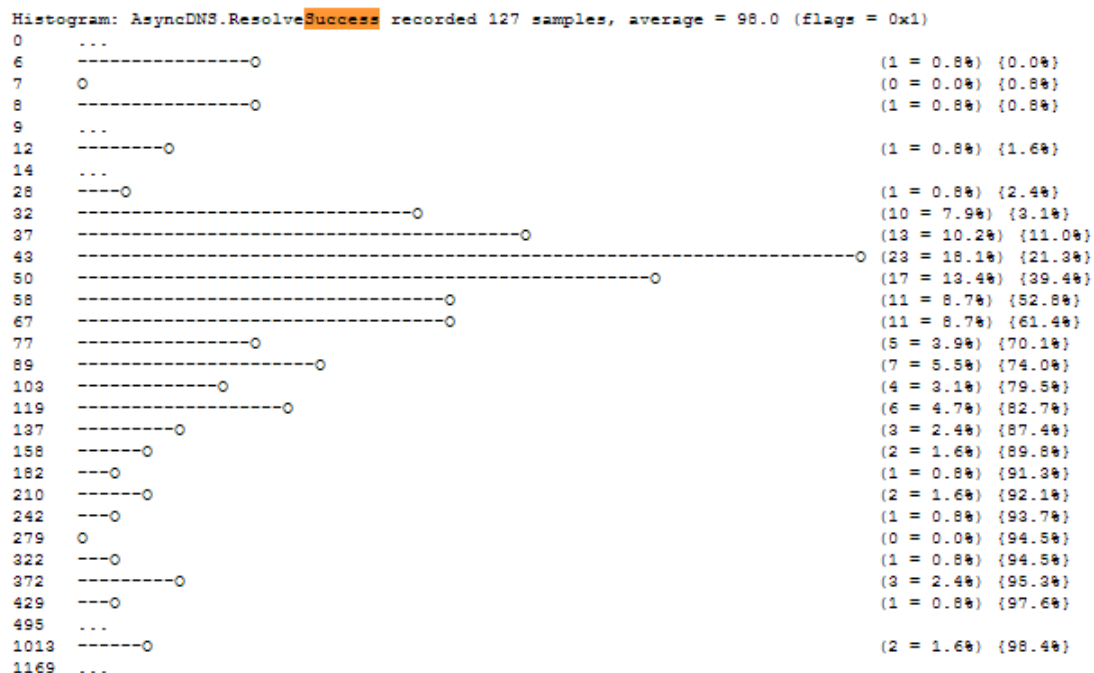 Histogram: AsyncDNS.ResolveSuccess recorded 127 samples, average = 98.0 (flags = 0x1)
0 ...
6 ----------------O (1 = 0.8%) {0.0%}
7 O (0 = 0.0%) {0.8%}
8 ----------------O (1 = 0.8%) {0.8%}
9 ...
12 --------O (1 = 0.8%) {1.6%}
14 ...
28 ----O (1 = 0.8%) {2.4%}
32 -------------------------------O (10 = 7.9%) {3.1%}
37 -----------------------------------------O (13 = 10.2%) {11.0%}
43 ------------------------------------------------------------------------O (23 = 18.1%) {21.3%}
50 -----------------------------------------------------O (17 = 13.4%) {39.4%}
58 ----------------------------------O (11 = 8.7%) {52.8%}
67 ----------------------------------O (11 = 8.7%) {61.4%}
77 ----------------O (5 = 3.9%) {70.1%}
89 ----------------------O (7 = 5.5%) {74.0%}
103 -------------O (4 = 3.1%) {79.5%}
119 -------------------O (6 = 4.7%) {82.7%}
137 ---------O (3 = 2.4%) {87.4%}
158 ------O (2 = 1.6%) {89.8%}
182 ---O (1 = 0.8%) {91.3%}
210 ------O (2 = 1.6%) {92.1%}
242 ---O (1 = 0.8%) {93.7%}
279 O (0 = 0.0%) {94.5%}
322 ---O (1 = 0.8%) {94.5%}
372 ---------O (3 = 2.4%) {95.3%}
429 ---O (1 = 0.8%) {97.6%}
495 ...
1013 ------O (2 = 1.6%) {98.4%}
1169 ...